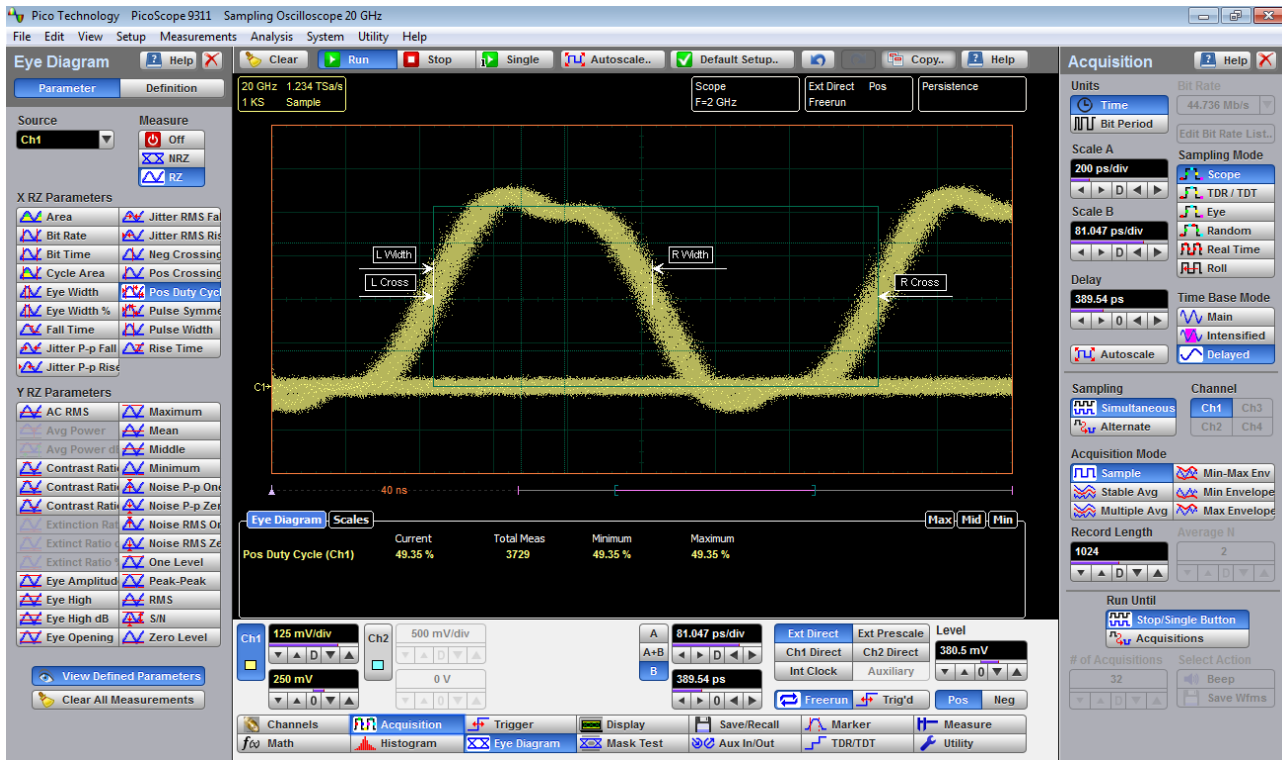 Pico Technology PicoScope 9311 Sampling Oscilloscope 20 GHz
File Edit View Setup Measurements Analysis System Utility Help
Eye Diagram Help
Parameter Definition
Source Measure
Ch1 Off
NRZ
RZ
X RZ Parameters
Area Jitter RMS Fal
Bit Rate Jitter RMS Ris
Bit Time Neg Crossing
Cycle Area Pos Crossing
Eye Width Pos Duty Cycl
Eye Width % Pulse Symme
Fall Time Pulse Width
Jitter P-p Fall Rise Time
Jitter P-p Rise
Y RZ Parameters
AC RMS Maximum
Avg Power Mean
Avg Power d Middle
Contrast Rati Minimum
Contrast Rati Noise P-p One
Contrast Rati Noise P-p Zer
Extinction Rat Noise RMS On
Extinct Ratio Noise RMS Ze
Extinct Ratio One Level
Eye Amplitud Peak-Peak
Eye High RMS
Eye High dB S/N
Eye Opening Zero Level
View Defined Parameters
Clear All Measurements
Clear Run Stop Single Autoscale.. Default Setup.. Copy.. Help
20 GHz 1.234 TSa/s
1 KS Sample
Scope
F=2 GHz
Ext Direct Pos
Freerun
Persistence
L Width R Width
L Cross R Cross
C1
40 ns
Eye Diagram Scales Max Mid Min
Current Total Meas Minimum Maximum
Pos Duty Cycle (Ch1) 49.35 % 3729 49.35 % 49.35 %
Ch1 125 mV/div Ch2 500 mV/div
D D
250 mV 0 V
0 0
A 81.047 ps/div
A+B D
B 389.54 ps
0
Ext Direct Ext Prescale Level
Ch1 Direct Ch2 Direct 380.5 mV
Int Clock Auxiliary 0
Freerun Trig'd Pos Neg
Channels Acquisition Trigger Display Save/Recall Marker Measure
f(x) Math Histogram Eye Diagram Mask Test Aux In/Out TDR/TDT Utility
Acquisition Help
Units Bit Rate
Time 44.736 Mb/s
Bit Period Edit Bit Rate List..
Scale A Sampling Mode
200 ps/div Scope
D TDR / TDT
Scale B Eye
81.047 ps/div Random
D Real Time
Roll
Delay
389.54 ps Time Base Mode
0 Main
Intensified
Autoscale Delayed
Sampling Channel
Simultaneous Ch1 Ch3
Alternate Ch2 Ch4
Acquisition Mode
Sample Min-Max Env
Stable Avg Min Envelope
Multiple Avg Max Envelope
Record Length Average N
1024 2
D D
Run Until
Stop/Single Button
Acquisitions
# of Acquisitions Select Action
32 Beep
D Save Wfms